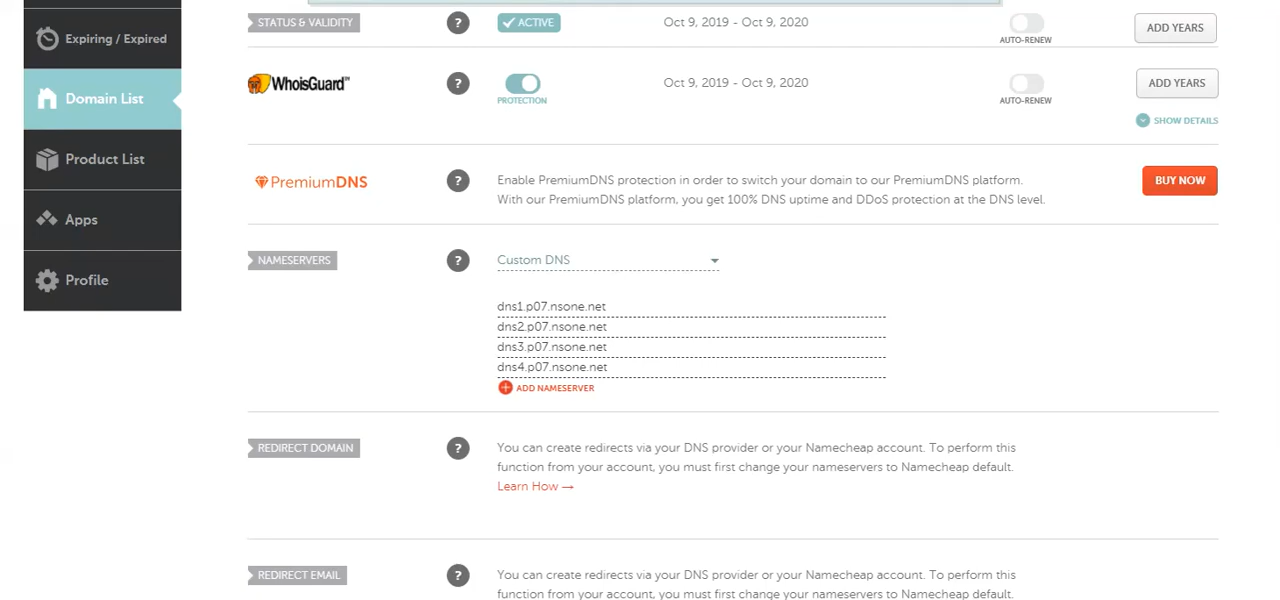 STATUS & VALIDITY
?
ACTIVE
Oct 9, 2019 - Oct 9, 2020
AUTO-RENEW
ADD YEARS
Expiring / Expired
WhoisGuard
?
PROTECTION
Oct 9, 2019 - Oct 9, 2020
AUTO-RENEW
ADD YEARS
SHOW DETAILS
Domain List
Product List
PremiumDNS
?
Enable PremiumDNS protection in order to switch your domain to our PremiumDNS platform.
With our PremiumDNS platform, you get 100% DNS uptime and DDoS protection at the DNS level.
BUY NOW
Apps
Profile
NAMESERVERS
?
Custom DNS
dns1.p07.nsone.net
dns2.p07.nsone.net
dns3.p07.nsone.net
dns4.p07.nsone.net
ADD NAMESERVER
REDIRECT DOMAIN
?
You can create redirects via your DNS provider or your Namecheap account. To perform this
function from your account, you must first change your nameservers to Namecheap default.
Learn How →
REDIRECT EMAIL
?
You can create redirects via your DNS provider or your Namecheap account. To perform this
function from your account, you must first change your nameservers to Namecheap default.